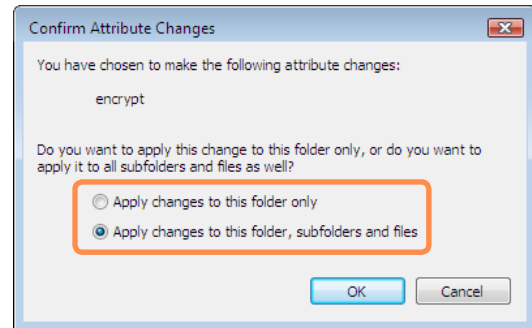 Confirm Attribute Changes
You have chosen to make the following attribute changes:
encrypt
Do you want to apply this change to this folder only, or do you want to
apply it to all subfolders and files as well?
Apply changes to this folder only
Apply changes to this folder, subfolders and files
OK Cancel